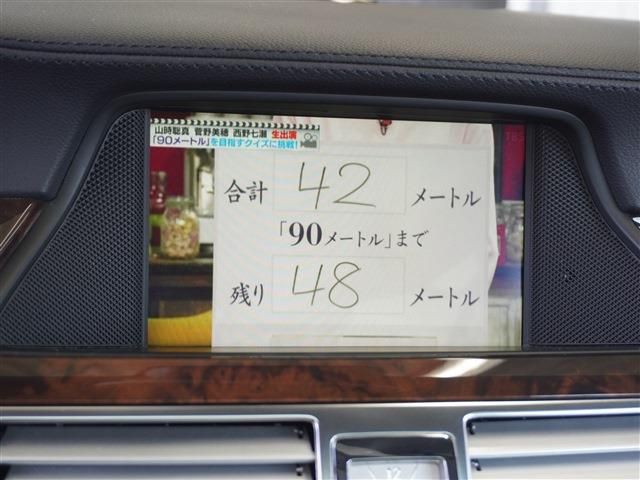 山時聡真 菅野美穂 西野七瀬 生出演
「90メートル」を目指すクイズに挑戦!
TBS
合計 42 メートル
「90メートル」まで
残り 48 メートル